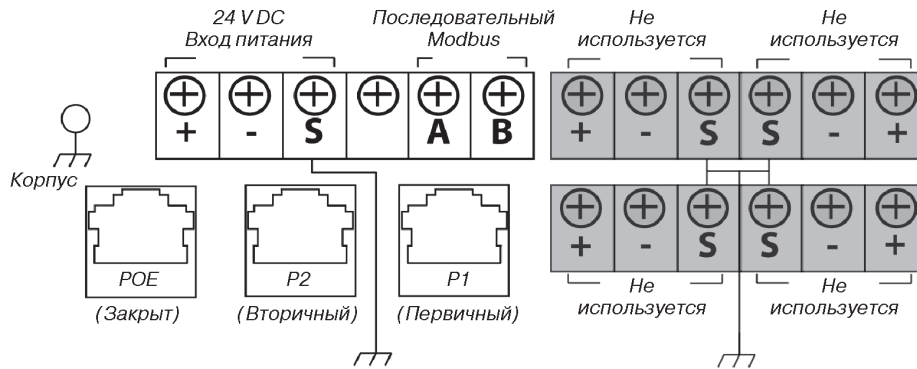 24 V DC
Вход питания
Последовательный
Modbus
Не
используется
Не
используется
+ - S A B
+ - S S - +
Корпус
+ - S S - +
POE
P2
P1
(Закрыт)
(Вторичный)
(Первичный)
Не
используется
Не
используется